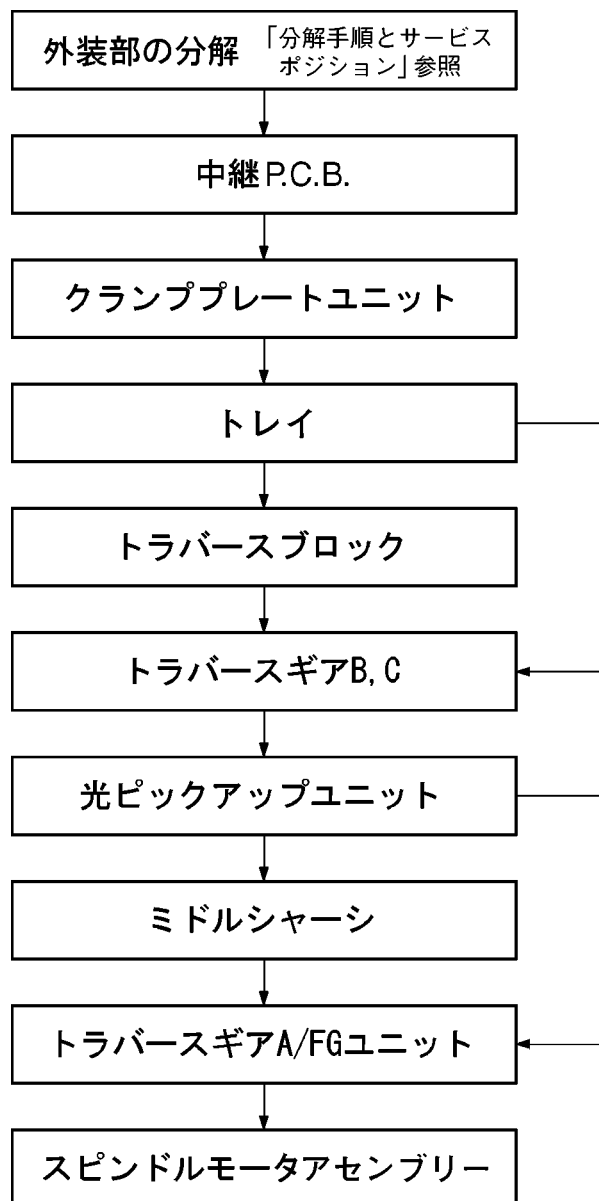 外装部の分解 「分解手順とサービス
ポジション」参照
中継P.C.B.
クランププレートユニット
トレイ
トラバースブロック
トラバースギアB, C
光ピックアップユニット
ミドルシャーシ
トラバースギアA/FGユニット
スピンドルモータアセンブリー